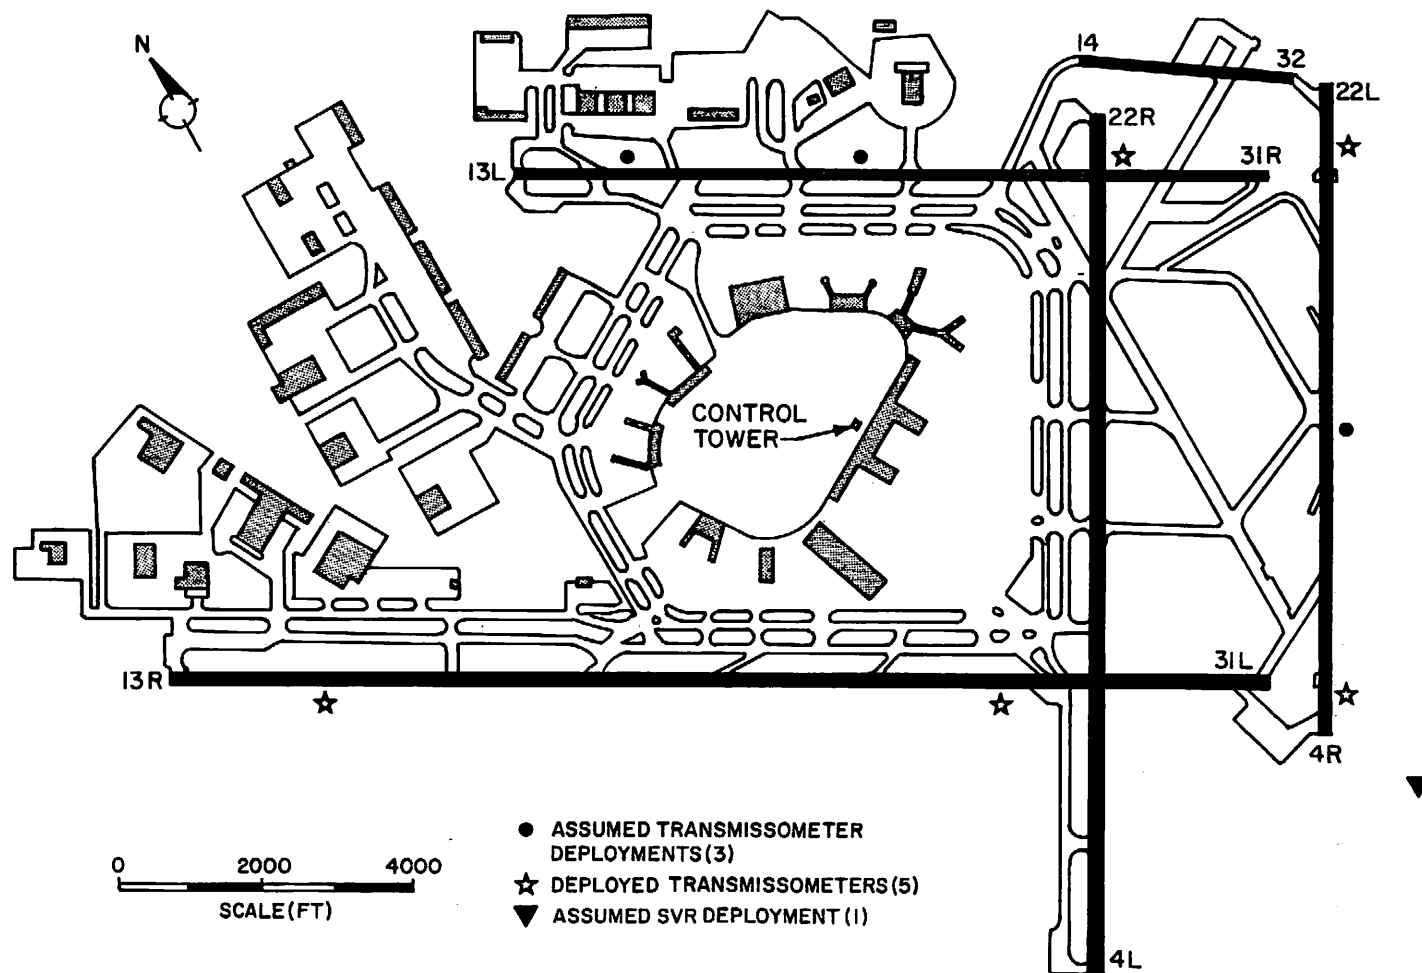 N
14
32
22L
22R
13L
31R
CONTROL
TOWER
13R
31L
4R
● ASSUMED TRANSMISSOMETER
DEPLOYMENTS (3)
☆ DEPLOYED TRANSMISSOMETERS (5)
▼ ASSUMED SVR DEPLOYMENT (1)
0 2000 4000
SCALE (FT)
4L